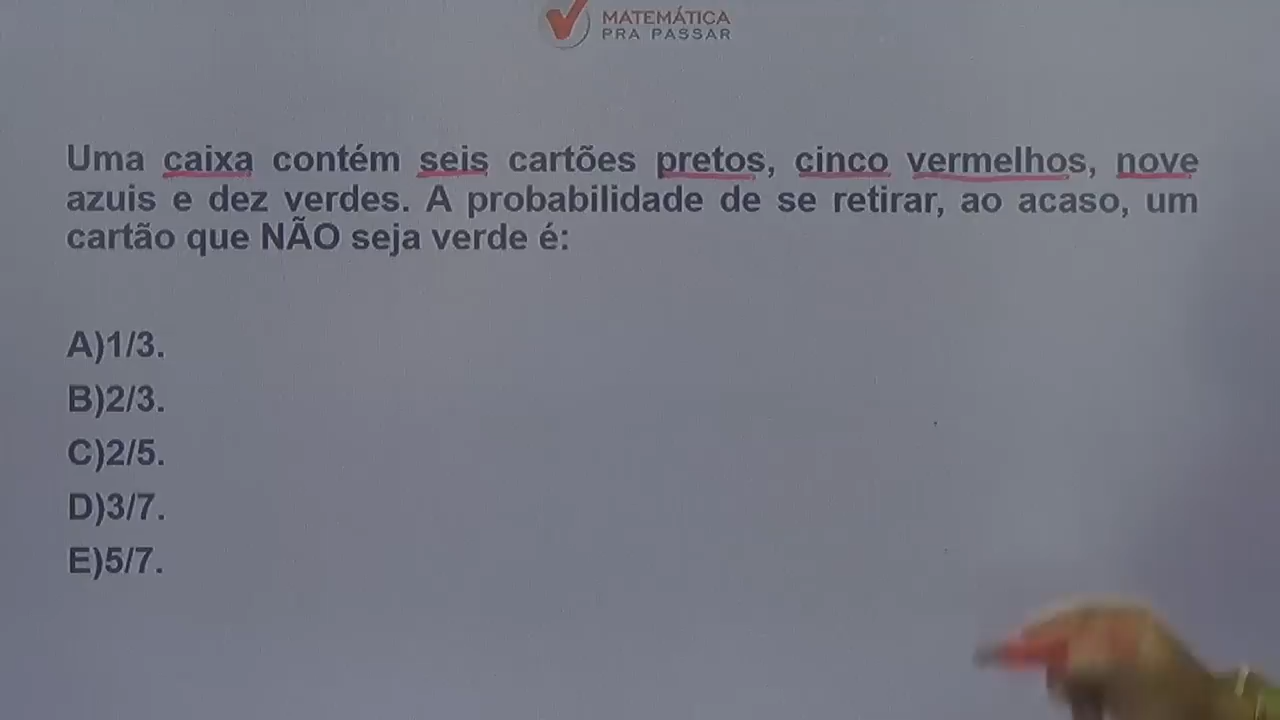 MATEMÁTICA
PRA PASSAR
Uma caixa contém seis cartões pretos, cinco vermelhos, nove
azuis e dez verdes. A probabilidade de se retirar, ao acaso, um
cartão que NÃO seja verde é:
A)1/3.
B)2/3.
C)2/5.
D)3/7.
E)5/7.